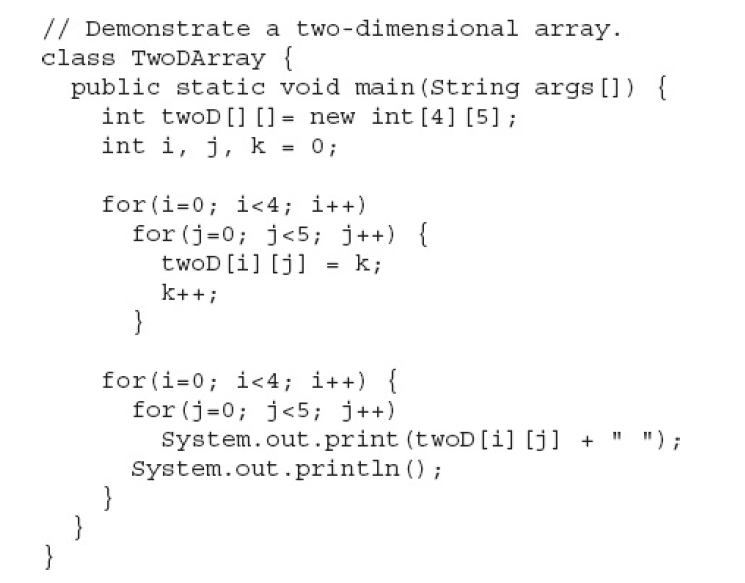 // Demonstrate a two-dimensional array.
class TwoDArray {
  public static void main(String args[]) {
    int twoD[][]= new int[4][5];
    int i, j, k = 0;

    for(i=0; i<4; i++)
      for(j=0; j<5; j++) {
        twoD[i][j] = k;
        k++;
      }

    for(i=0; i<4; i++) {
      for(j=0; j<5; j++)
        System.out.print(twoD[i][j] + " ");
      System.out.println();
    }
  }
}